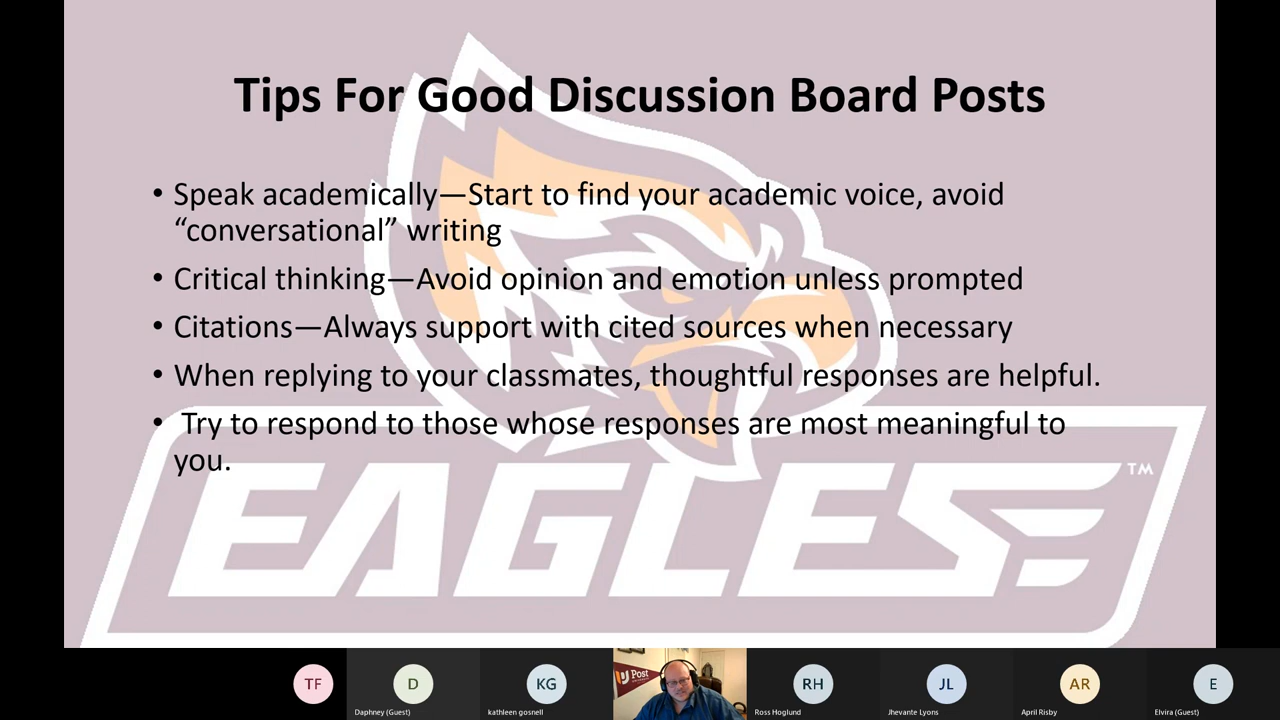 Tips For Good Discussion Board Posts
• Speak academically—Start to find your academic voice, avoid
“conversational” writing
• Critical thinking—Avoid opinion and emotion unless prompted
• Citations—Always support with cited sources when necessary
• When replying to your classmates, thoughtful responses are helpful.
• Try to respond to those whose responses are most meaningful to
you.
EAGLES
TM
TF
D
KG
Post
RH
JL
AR
E
Daphney (Guest)
kathleen gosnell
Ross Hoglund
Jhevante Lyons
April Risby
Elvira (Guest)